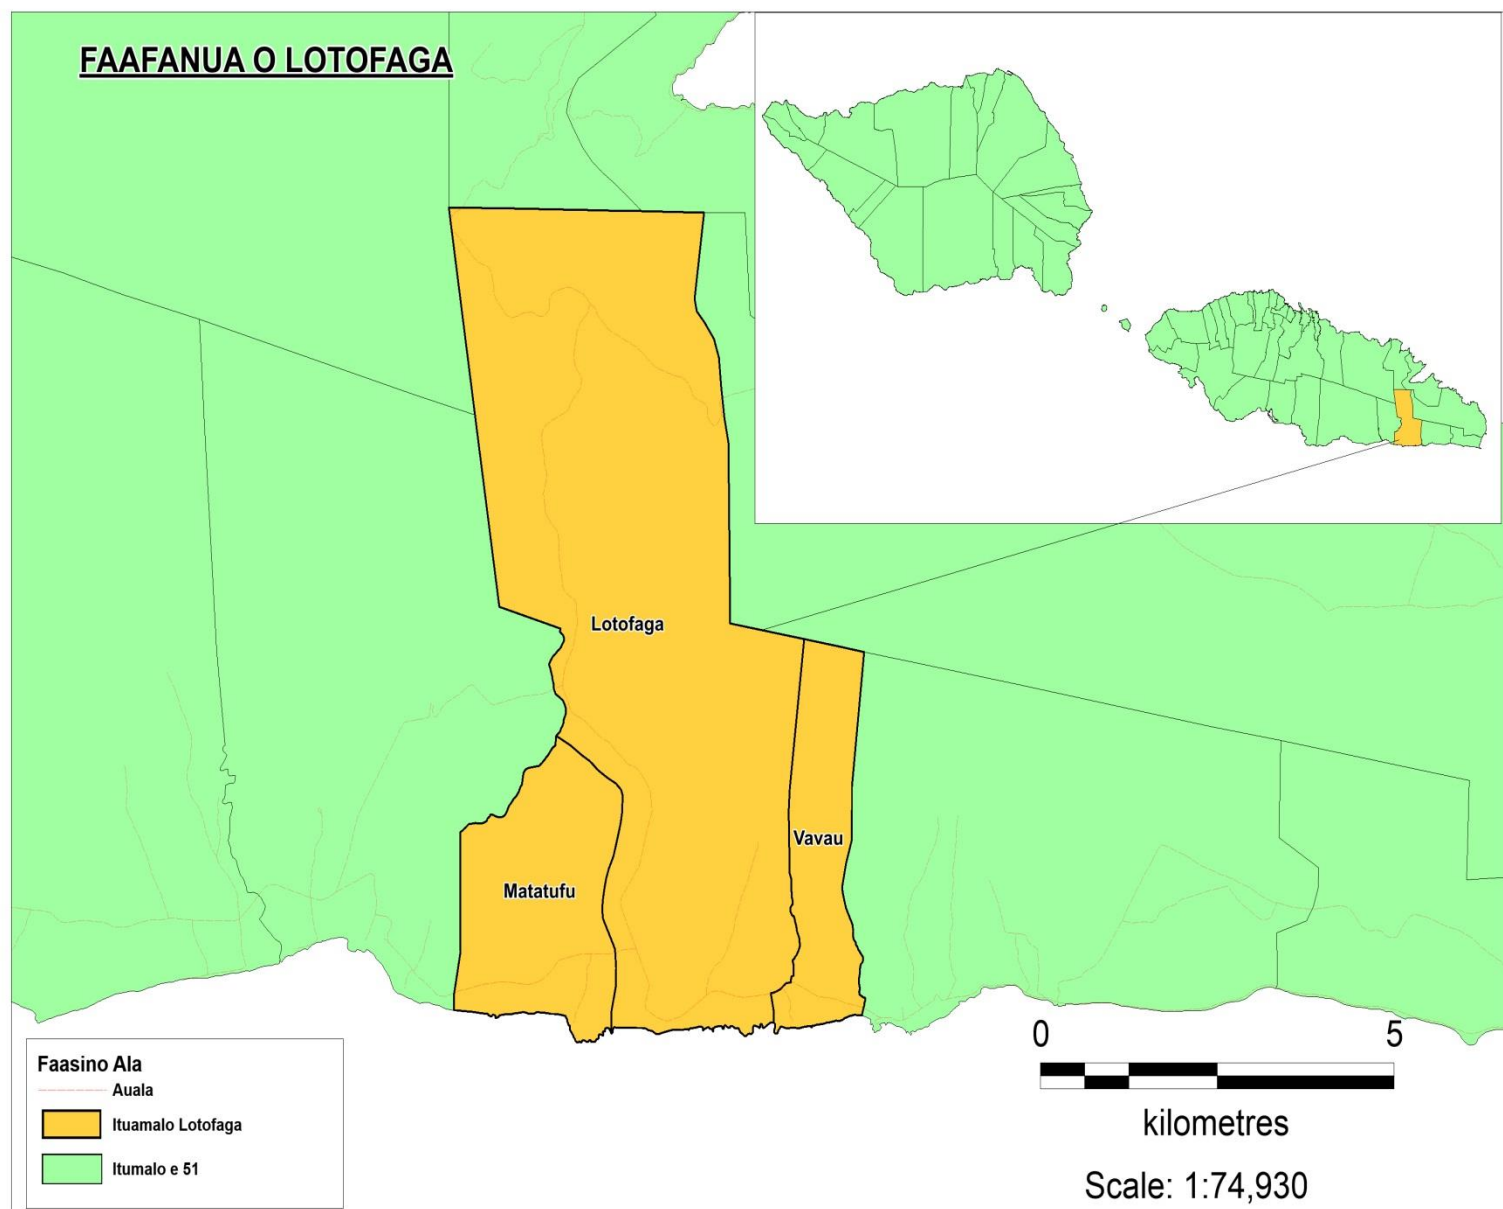 FAAFANUA O LOTOFAGA
Lotofaga
Vavau
Matatufu
Faasino Ala
Auala
Ituamalo Lotofaga
Itumalo e 51
0 5
kilometres
Scale: 1:74,930